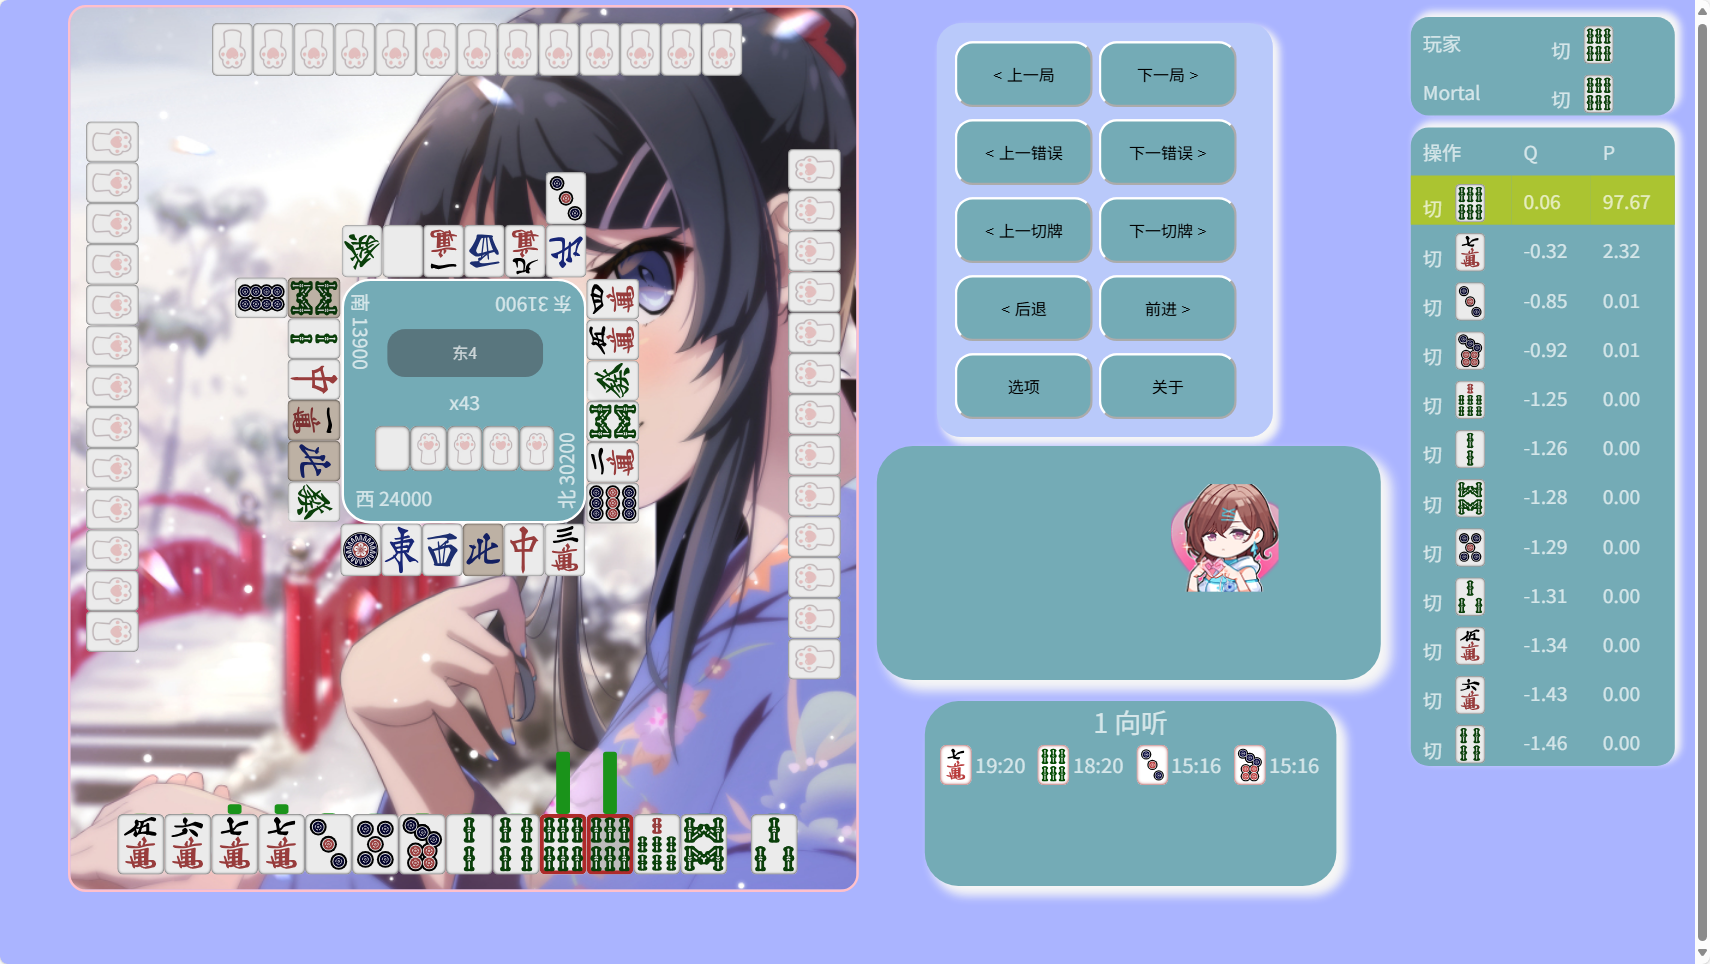 东 31900
南 13900
东4
x43
北 30200
西 24000
< 上一局
下一局 >
< 上一错误
下一错误 >
< 上一切牌
下一切牌 >
< 后退
前进 >
选项
关于
1 向听
19:20
18:20
15:16
15:16
玩家 切
Mortal 切
操作 Q P
切 0.06 97.67
切 -0.32 2.32
切 -0.85 0.01
切 -0.92 0.01
切 -1.25 0.00
切 -1.26 0.00
切 -1.28 0.00
切 -1.29 0.00
切 -1.31 0.00
切 -1.34 0.00
切 -1.43 0.00
切 -1.46 0.00